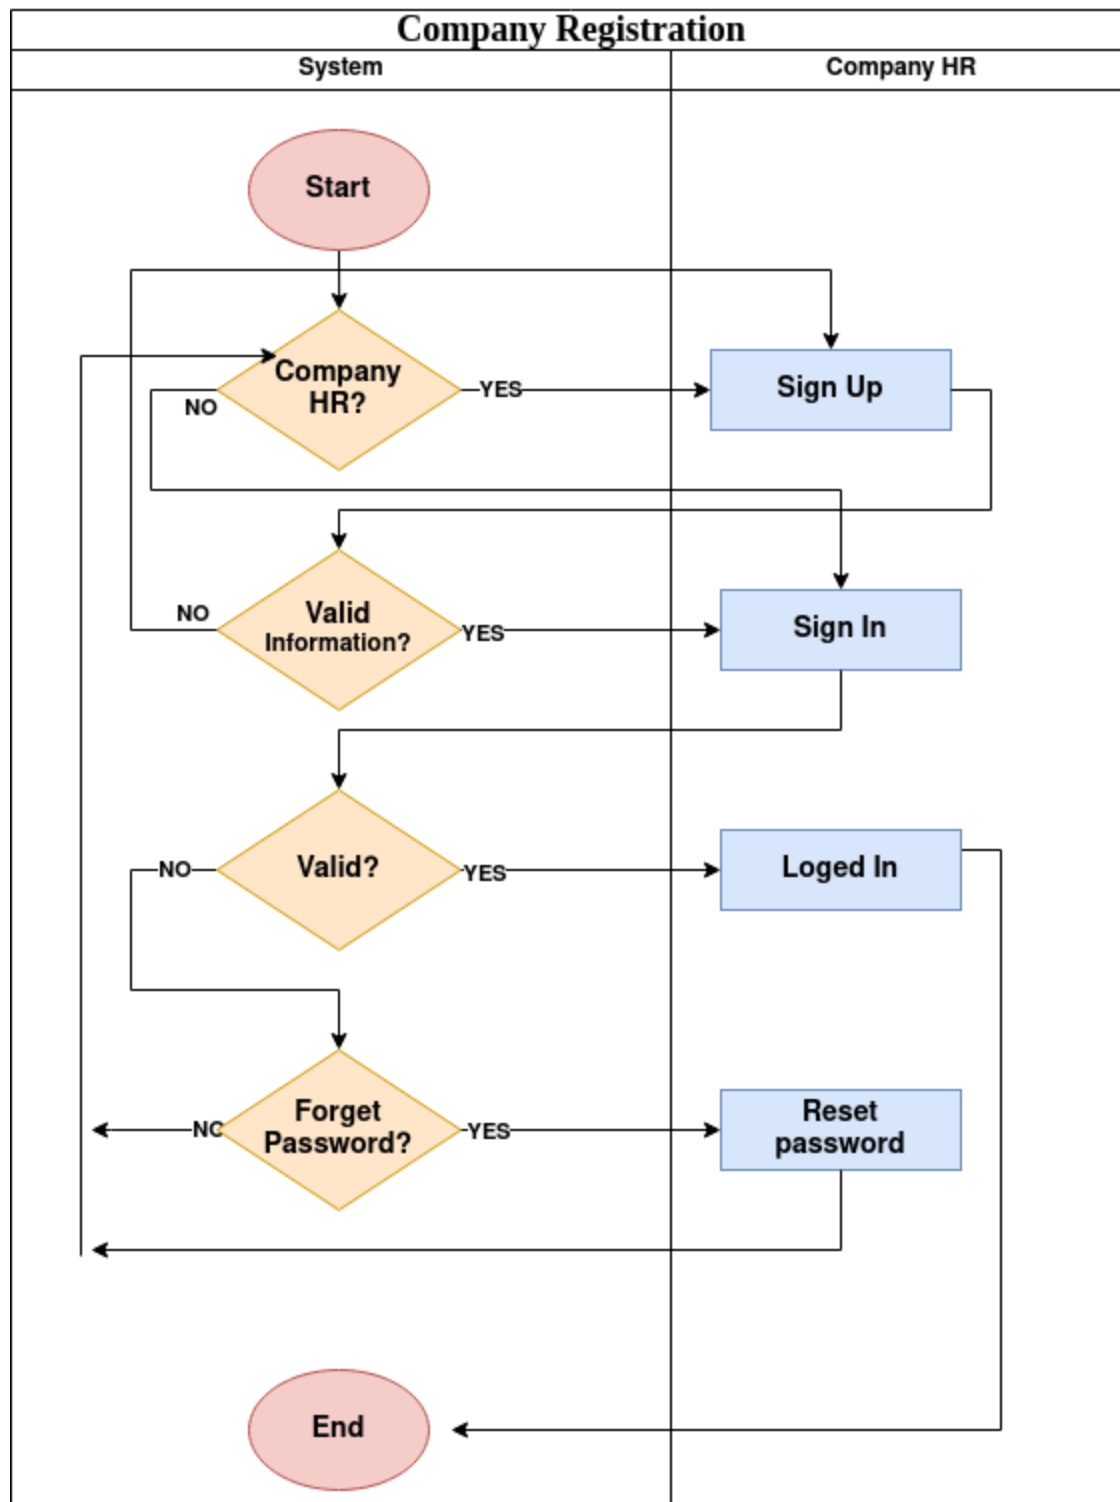 Company Registration
System
Company HR
Start
Company
HR?
YES
Sign Up
NO
NO
Valid
Information?
YES
Sign In
NO
Valid?
YES
Loged In
NO
Forget
Password?
YES
Reset
password
End